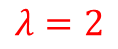 λ = 2